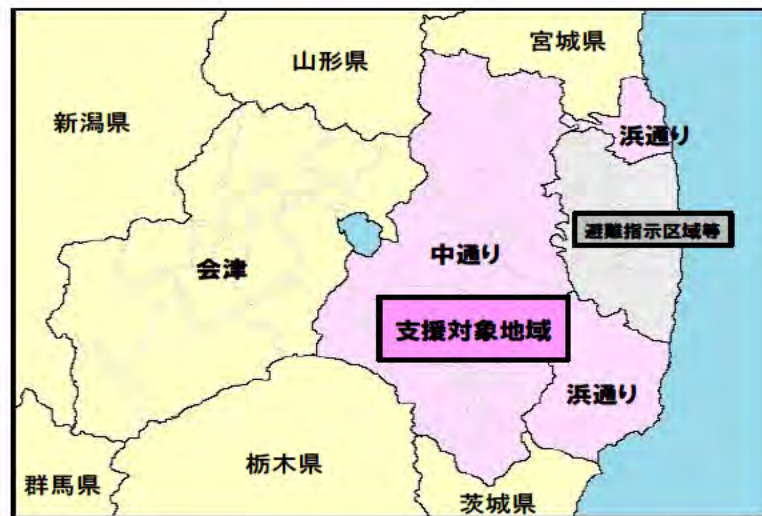 宮城県
山形県
新潟県
浜通り
避難指示区域等
中通り
会津
支援対象地域
浜通り
栃木県
群馬県
茨城県